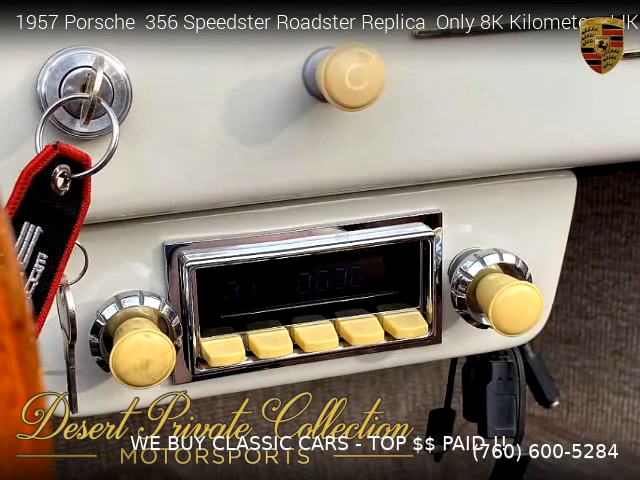 1957 Porsche 356 Speedster Roadster Replica Only 8K Kilomete
Desert Private Collection
MOTORSPORTS
WE BUY CLASSIC CARS - TOP $$ PAID !!
(760) 600-5284